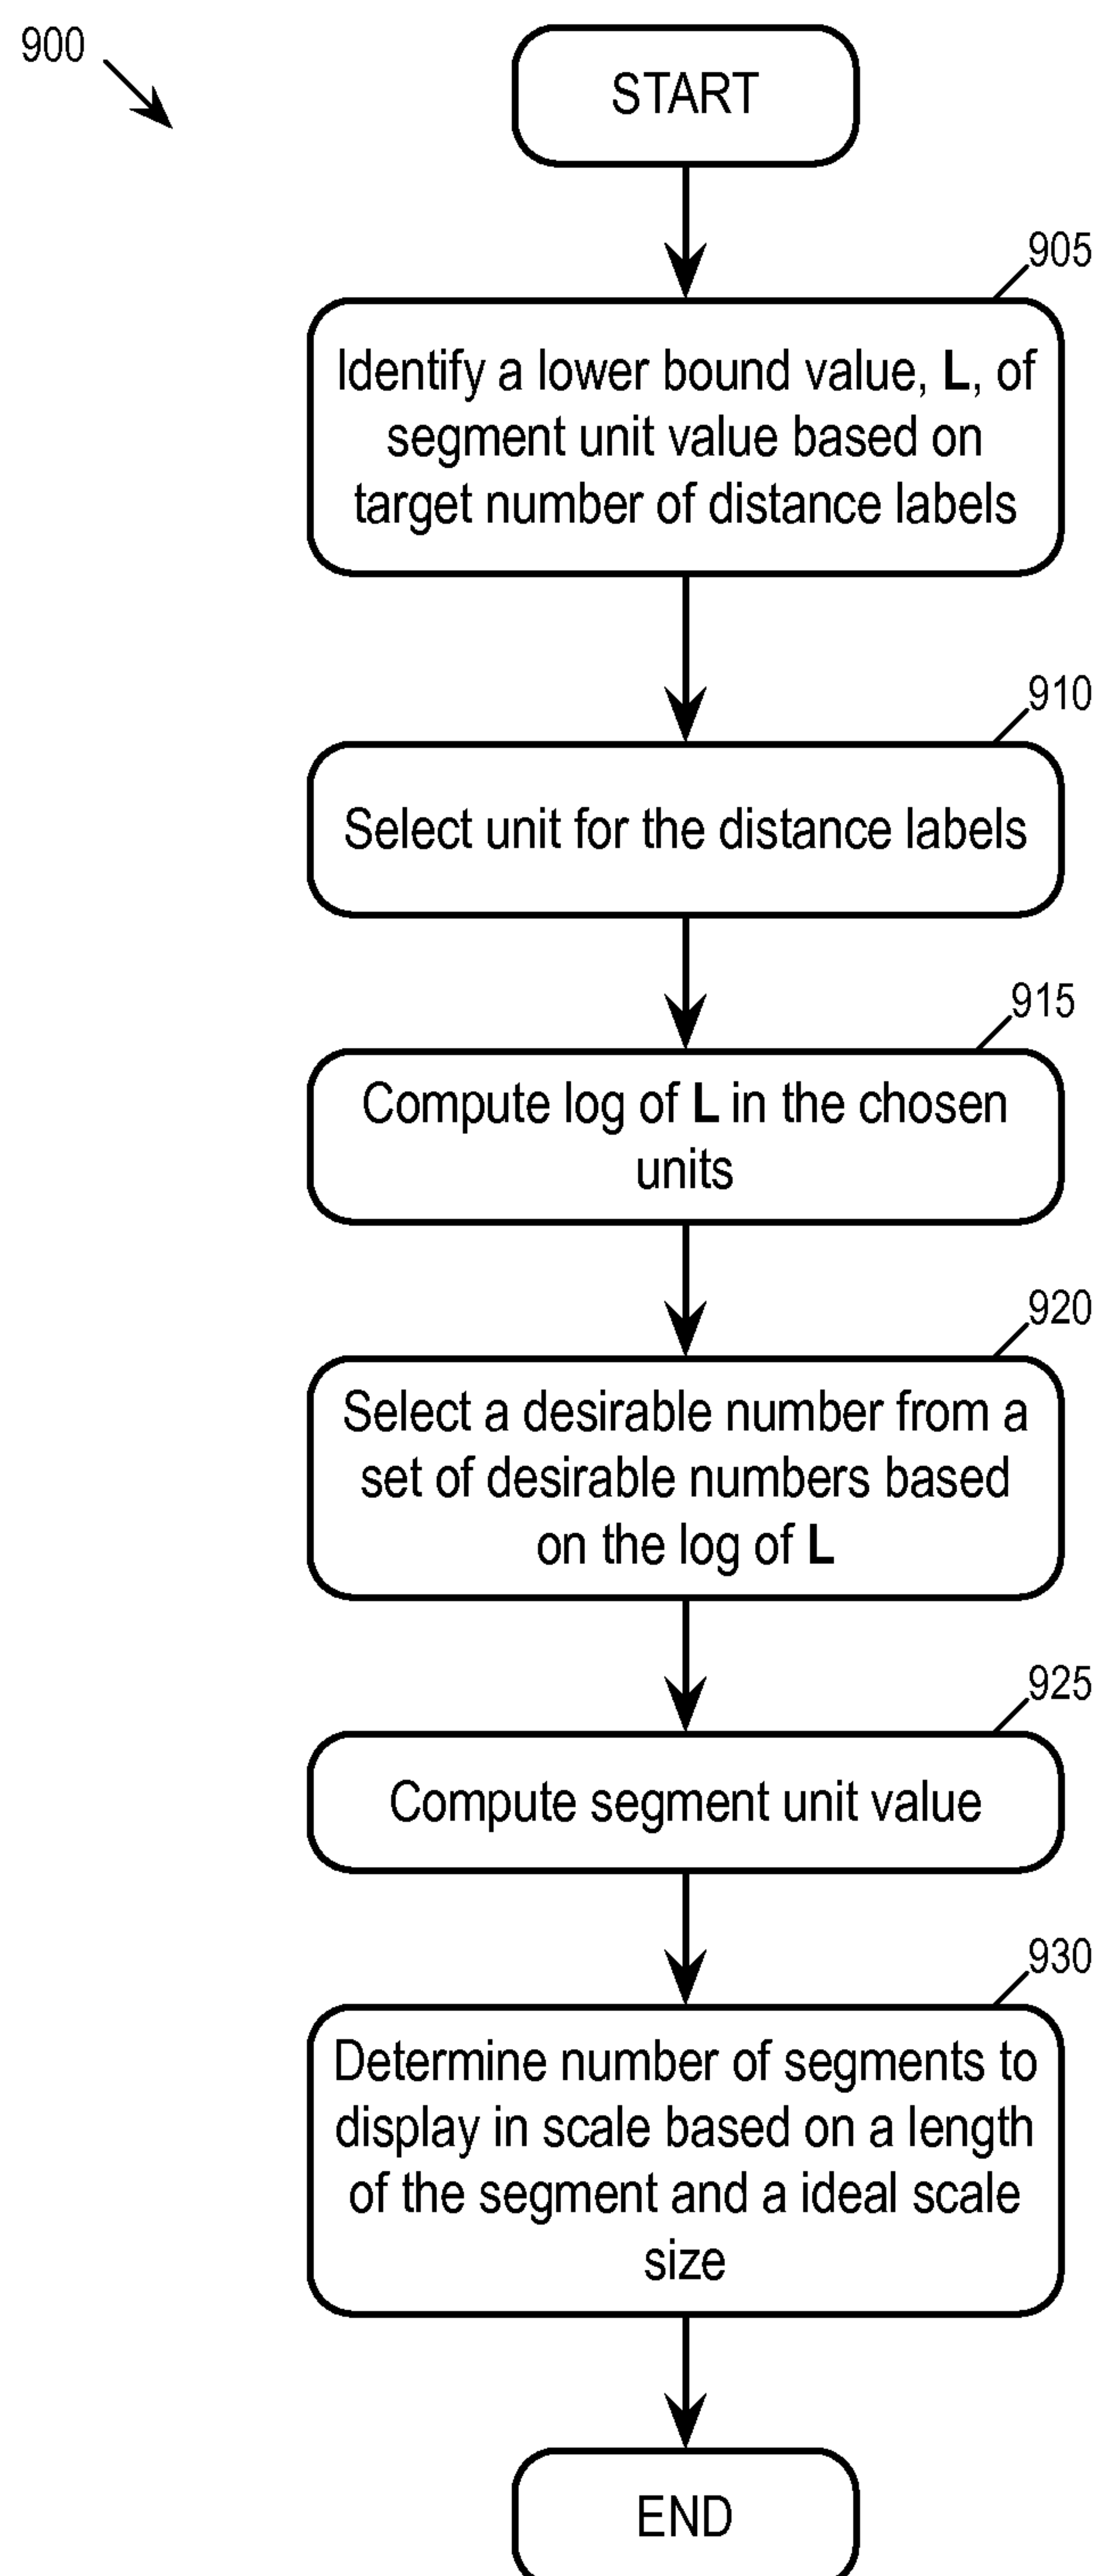 900
START
905
Identify a lower bound value, L, of
segment unit value based on
target number of distance labels
910
Select unit for the distance labels
915
Compute log of L in the chosen
units
920
Select a desirable number from a
set of desirable numbers based
on the log of L
925
Compute segment unit value
930
Determine number of segments to
display in scale based on a length
of the segment and a ideal scale
size
END